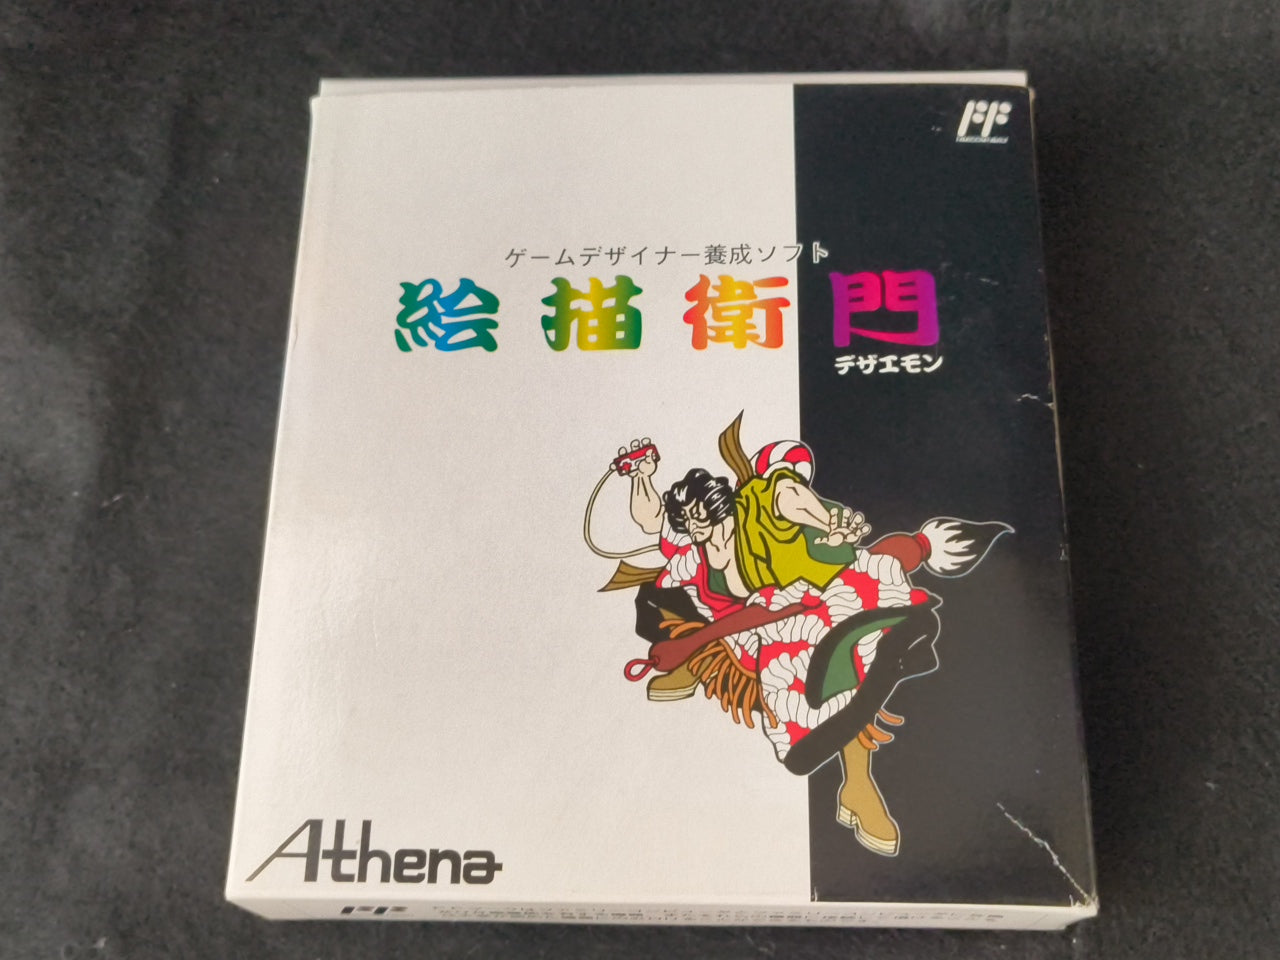 ゲームデザイナー養成ソフト
絵描衛門
デザエモン
Athena